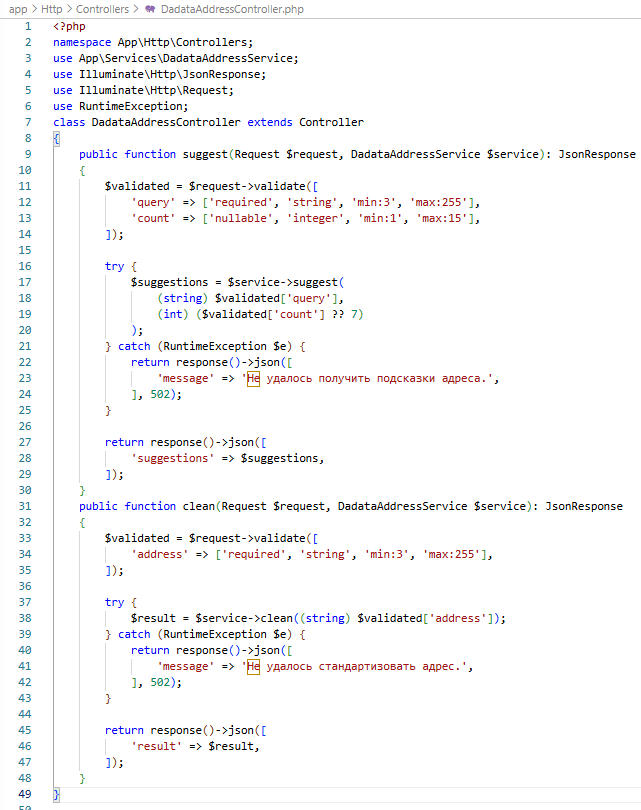 app > Http > Controllers > DadataAddressController.php
1 <?php
2 namespace App\Http\Controllers;
3 use App\Services\DadataAddressService;
4 use Illuminate\Http\JsonResponse;
5 use Illuminate\Http\Request;
6 use RuntimeException;
7 class DadataAddressController extends Controller
8 {
9     public function suggest(Request $request, DadataAddressService $service): JsonResponse
10     {
11         $validated = $request->validate([
12             'query' => ['required', 'string', 'min:3', 'max:255'],
13             'count' => ['nullable', 'integer', 'min:1', 'max:15'],
14         ]);
15
16         try {
17             $suggestions = $service->suggest(
18                 (string) $validated['query'],
19                 (int) ($validated['count'] ?? 7)
20             );
21         } catch (RuntimeException $e) {
22             return response()->json([
23                 'message' => 'Не удалось получить подсказки адреса.',
24             ], 502);
25         }
26
27         return response()->json([
28             'suggestions' => $suggestions,
29         ]);
30     }
31     public function clean(Request $request, DadataAddressService $service): JsonResponse
32     {
33         $validated = $request->validate([
34             'address' => ['required', 'string', 'min:3', 'max:255'],
35         ]);
36
37         try {
38             $result = $service->clean((string) $validated['address']);
39         } catch (RuntimeException $e) {
40             return response()->json([
41                 'message' => 'Не удалось стандартизовать адрес.',
42             ], 502);
43         }
44
45         return response()->json([
46             'result' => $result,
47         ]);
48     }
49 }
50